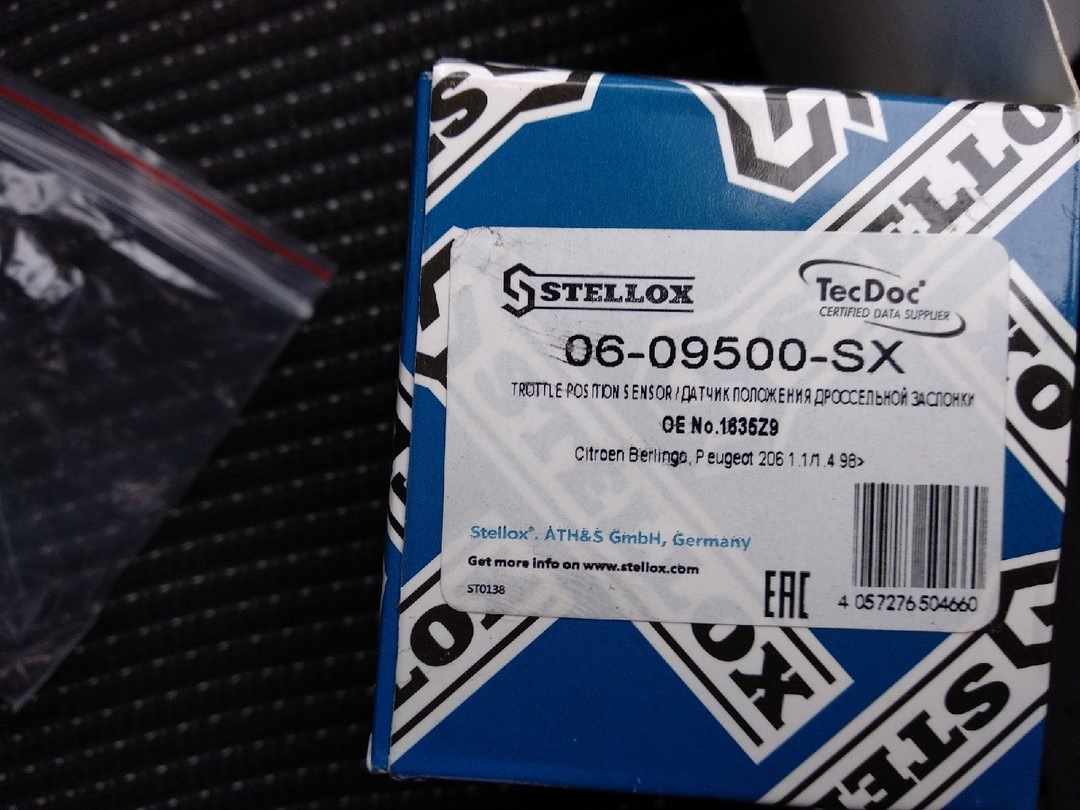 STELLOX
TecDoc®
CERTIFIED DATA SUPPLIER
06-09500-SX
TROTTLE POSITION SENSOR / ДАТЧИК ПОЛОЖЕНИЯ ДРОССЕЛЬНОЙ ЗАСЛОНКИ
OE No.1635Z9
Citroen Berlingo, Peugeot 206 1.1/1.4 98>
Stellox®. ATH&S GmbH, Germany
Get more info on www.stellox.com
ST0138
EAC
4 057276 504660